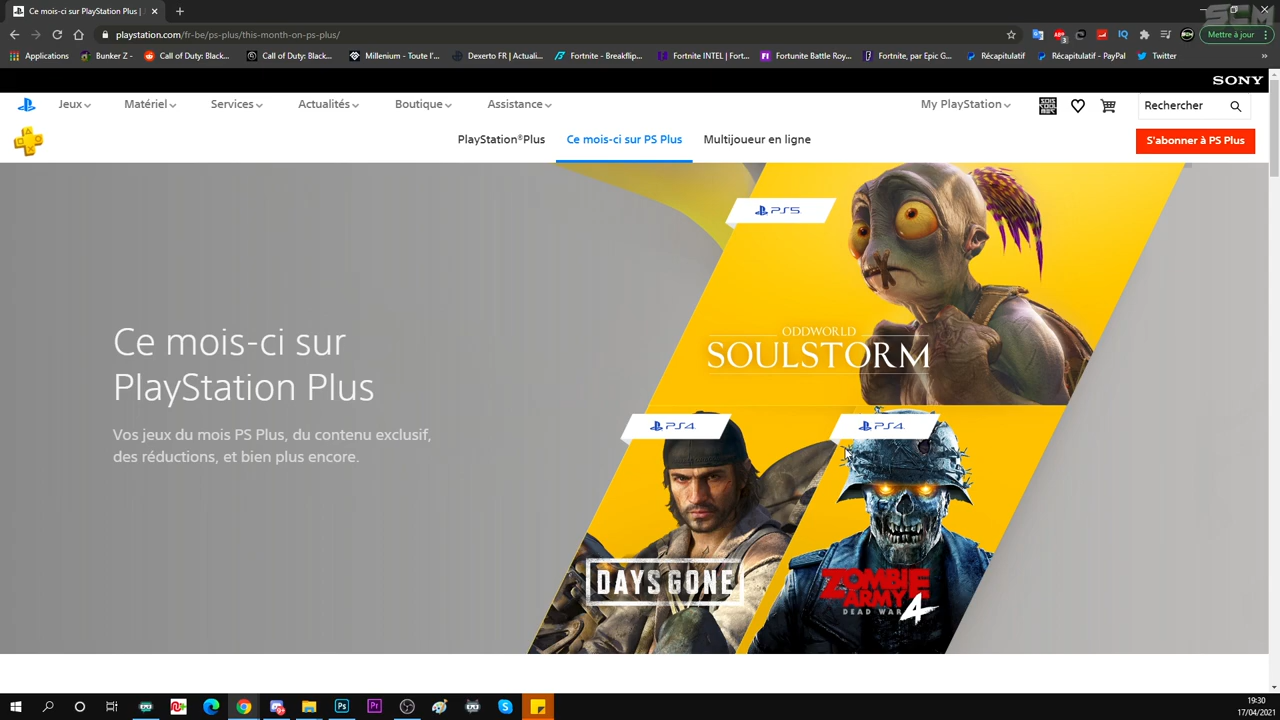 Ce mois-ci sur PlayStation Plus | J
playstation.com/fr-be/ps-plus/this-month-on-ps-plus/
Mettre à jour
Applications
Bunker Z -
Call of Duty: Black...
Call of Duty: Black...
Millenium - Toute l'...
Dexerto FR | Actuali...
Fortnite - Breakflip...
Fortnite INTEL | Fort...
Fortunite Battle Roy...
Fortnite, par Epic G...
Récapitulatif
Récapitulatif - PayPal
Twitter
»
SONY
Jeux
Matériel
Services
Actualités
Boutique
Assistance
My PlayStation
Rechercher
PlayStation®Plus
Ce mois-ci sur PS Plus
Multijoueur en ligne
S'abonner à PS Plus
PS5
ODDWORLD
SOULSTORM
Ce mois-ci sur
PlayStation Plus
Vos jeux du mois PS Plus, du contenu exclusif,
des réductions, et bien plus encore.
PS4
PS4
DAYS GONE
ZOMBIE
ARMY 4
DEAD WAR
19:30
17/04/2021